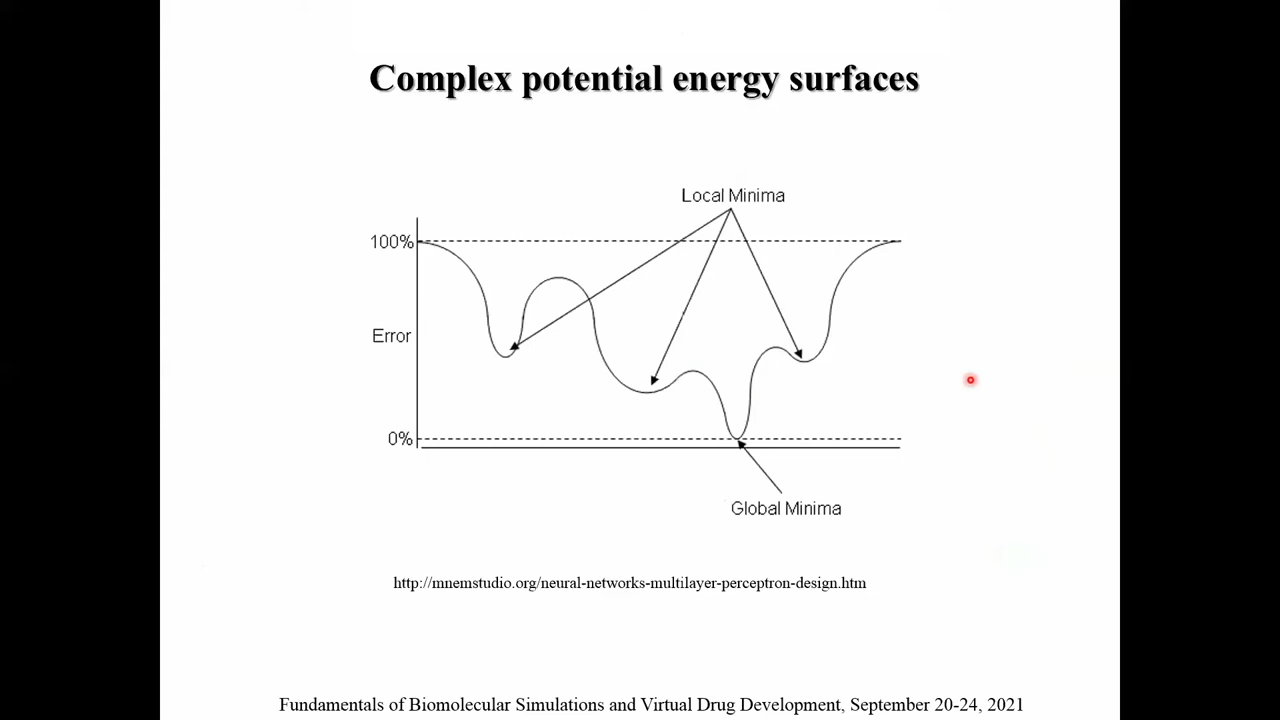 Complex potential energy surfaces
Local Minima
100%
Error
0%
Global Minima
http://mnemstudio.org/neural-networks-multilayer-perceptron-design.htm
Fundamentals of Biomolecular Simulations and Virtual Drug Development, September 20-24, 2021